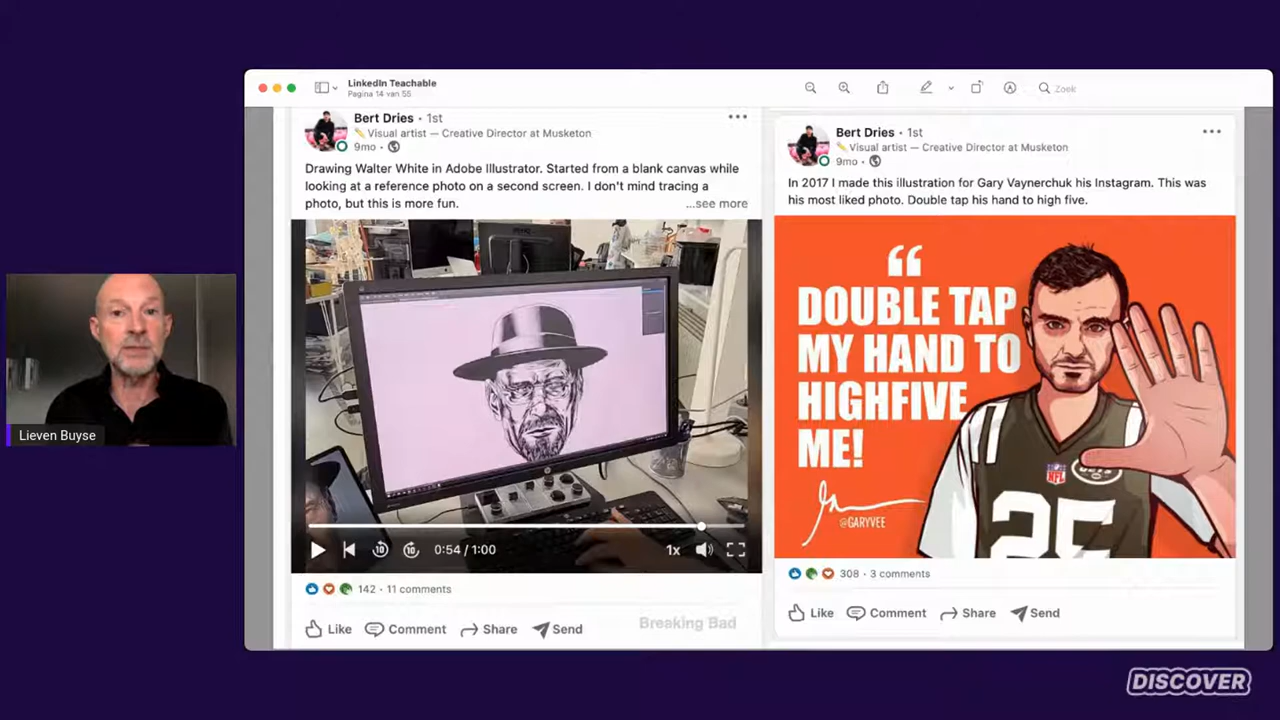 LinkedIn Teachable
Pagina 14 van 55
Zoek
Bert Dries • 1st
Visual artist — Creative Director at Musketon
9mo •
Drawing Walter White in Adobe Illustrator. Started from a blank canvas while
looking at a reference photo on a second screen. I don't mind tracing a
photo, but this is more fun. ...see more
0:54 / 1:00
1x
142 • 11 comments
Like Comment Share Send
Breaking Bad
Bert Dries • 1st
Visual artist — Creative Director at Musketon
9mo •
In 2017 I made this illustration for Gary Vaynerchuk his Instagram. This was
his most liked photo. Double tap his hand to high five.
“
DOUBLE TAP
MY HAND TO
HIGHFIVE
ME!
@GARYVEE
NFL
JETS
25
308 • 3 comments
Like Comment Share Send
Lieven Buyse
DISCOVER